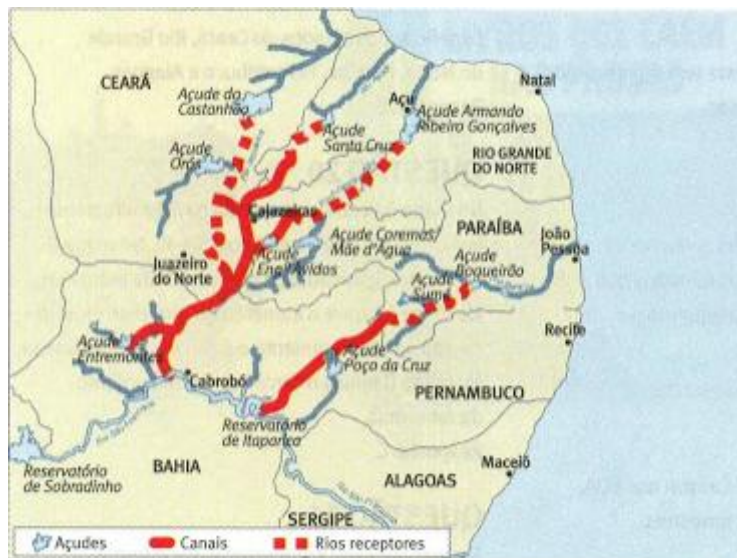 CEARÁ
Açude do
Castanhão
Açude
Orós
Açu
Açude Armando
Ribeiro Gonçalves
Açude
Santa Cruz
Natal
RIO GRANDE
DO NORTE
Cajazeiras
Açude Coremas/
Mãe d'Água
Açude
Eng. Ávidos
Juazeiro
do Norte
PARAÍBA
João
Pessoa
Açude
Boqueirão
Açude
Sumé
Recife
Açude
Entremontes
Açude
Poço da Cruz
Cabrobó
PERNAMBUCO
Reservatório
de Itaparica
Reservatório
de Sobradinho
BAHIA
ALAGOAS
Maceió
SERGIPE
Açudes
Canais
Rios receptores